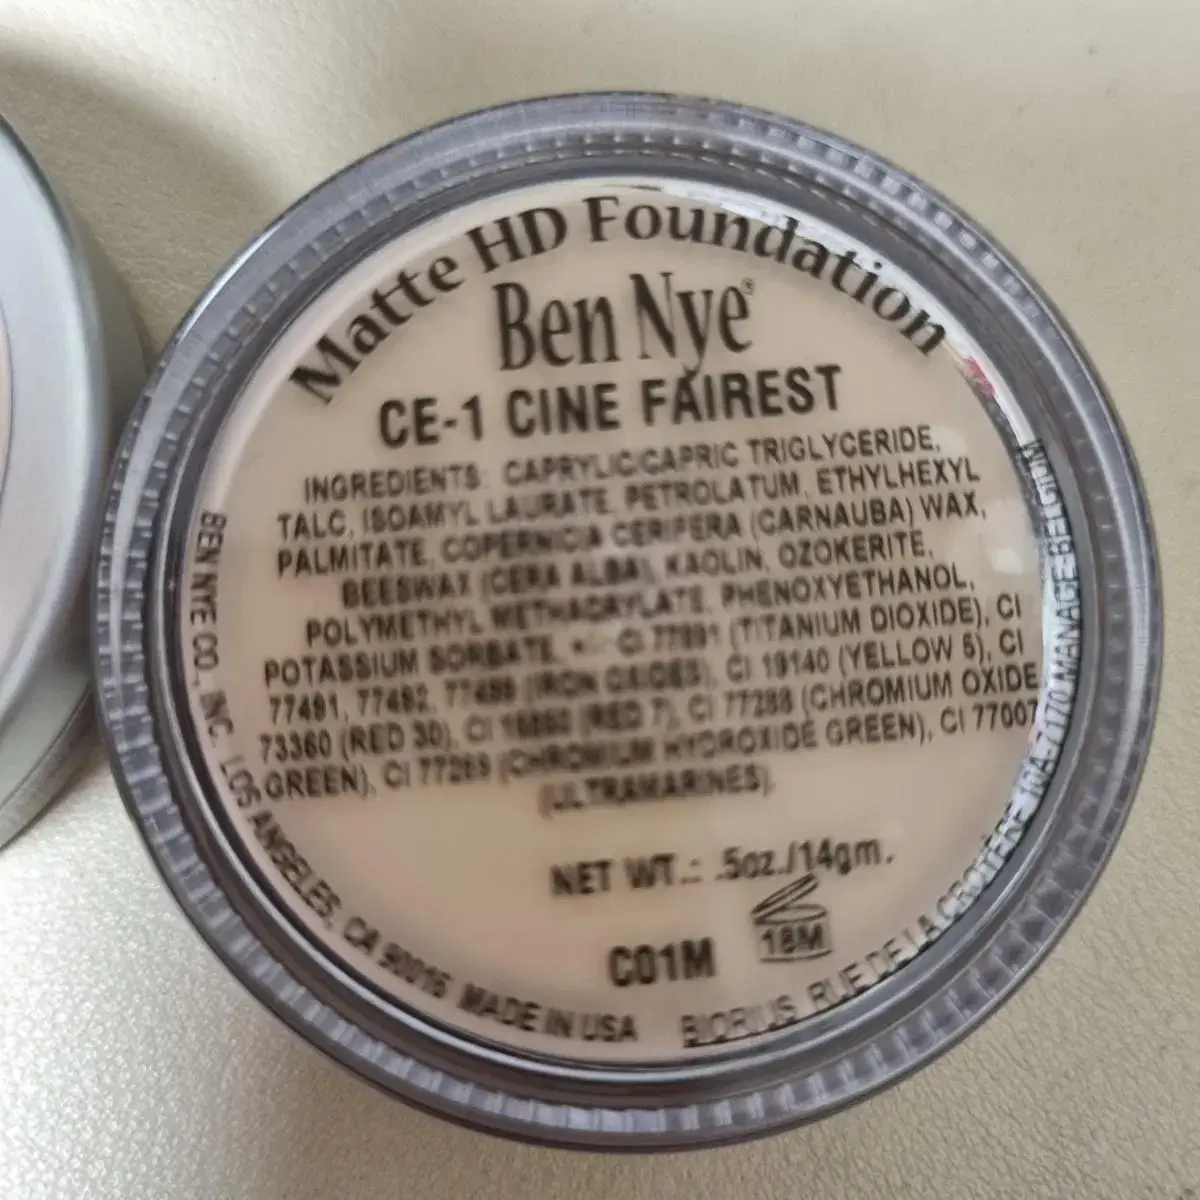 Matte HD Foundation
Ben Nye®
CE-1 CINE FAIREST
INGREDIENTS: CAPRYLIC/CAPRIC TRIGLYCERIDE,
TALC, ISOAMYL LAURATE, PETROLATUM, ETHYLHEXYL
PALMITATE, COPERNICIA CERIFERA (CARNAUBA) WAX,
BEESWAX (CERA ALBA), KAOLIN, OZOKERITE,
POLYMETHYL METHACRYLATE, PHENOXYETHANOL,
POTASSIUM SORBATE, CI 77891 (TITANIUM DIOXIDE), CI
77491, 77492, 77499 (IRON OXIDES), CI 19140 (YELLOW 5), CI
73360 (RED 30), CI (RED 7), CI 77288 (CHROMIUM OXIDE
GREEN), CI 77289 (CHROMIUM HYDROXIDE GREEN), CI 77007
(ULTRAMARINES).
NET WT.: .5oz./14gm.
18M
C01M
BEN NYE CO., INC. LOS ANGELES, CA 90016 MADE IN USA
BIORIUS RUE DE LA 7170 MANAGE BELGIUM